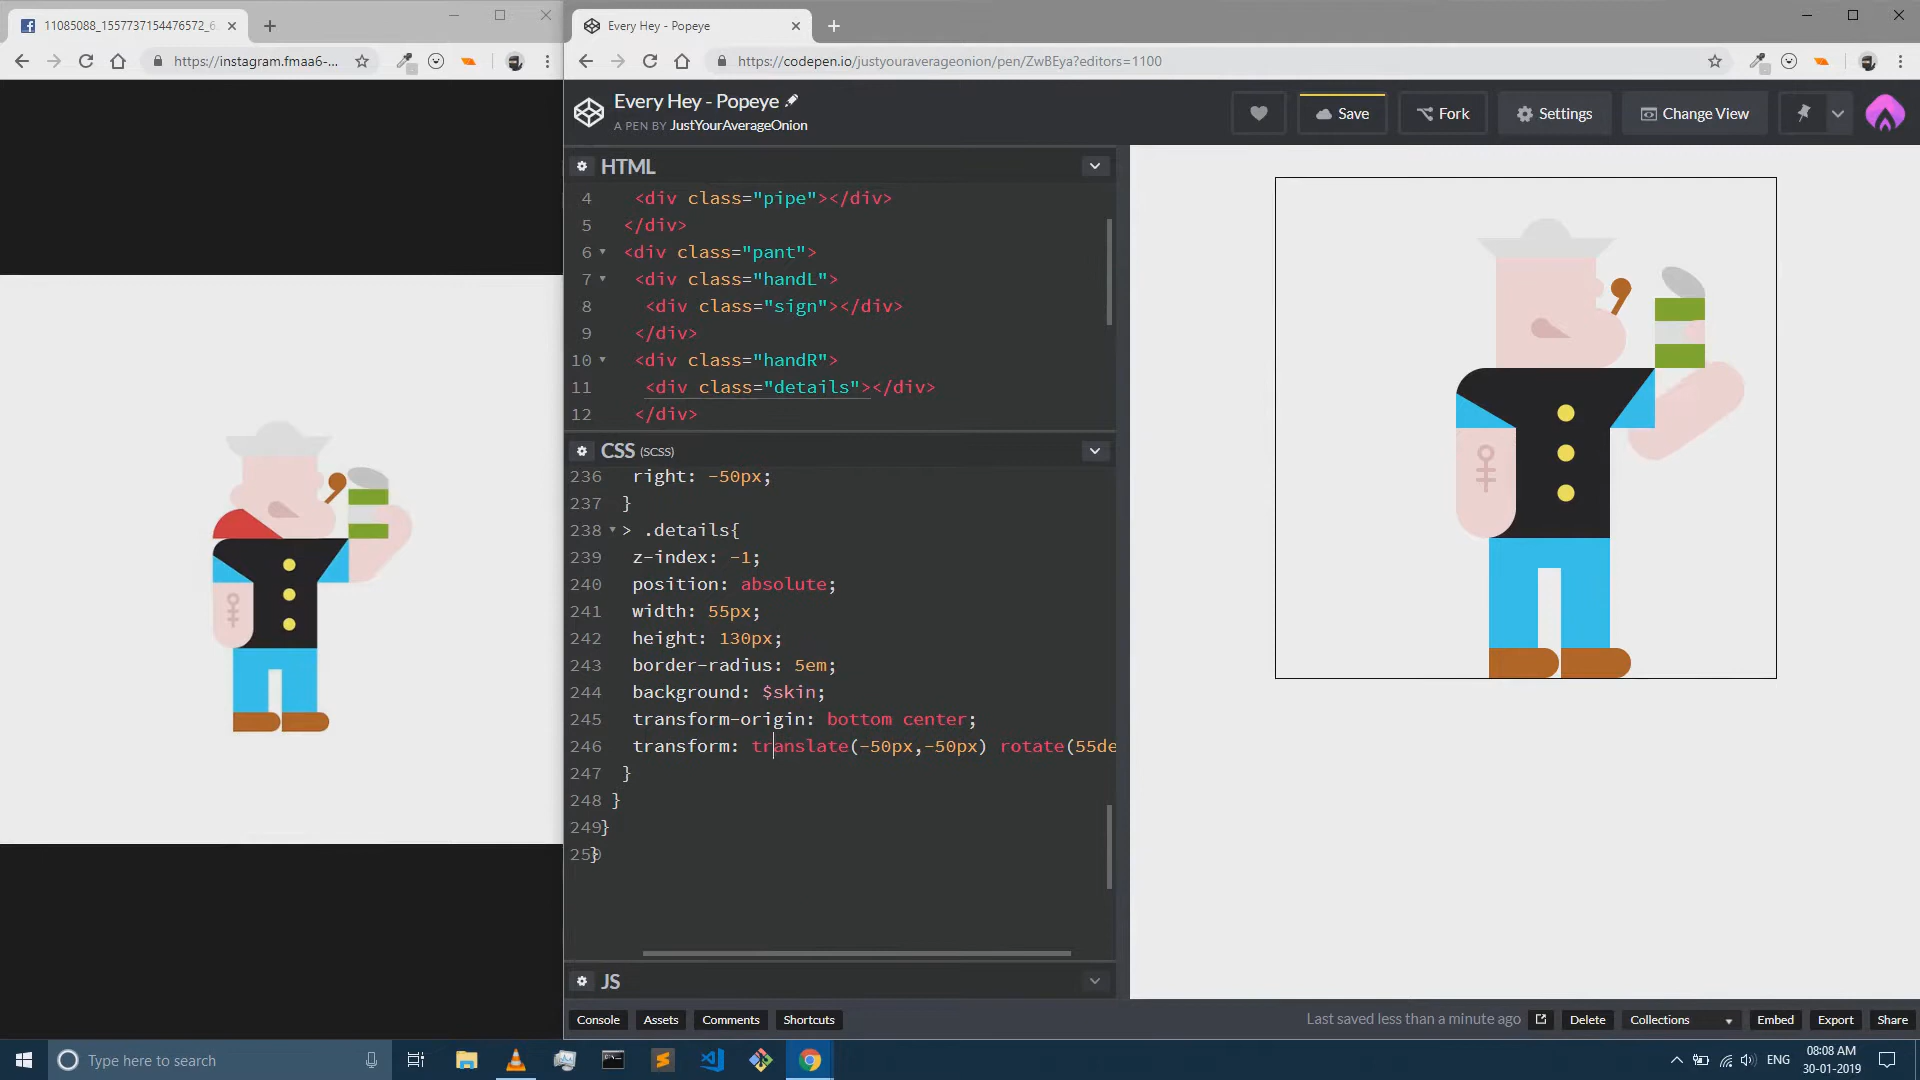 11085088_1557737154476572_6
https://instagram.fmaa6-...
Every Hey - Popeye
https://codepen.io/justyouraverageonion/pen/ZwBEya?editors=1100
Every Hey - Popeye
A PEN BY JustYourAverageOnion
Save
Fork
Settings
Change View
HTML
4 <div class="pipe"></div>
5 </div>
6 <div class="pant">
7 <div class="handL">
8 <div class="sign"></div>
9 </div>
10 <div class="handR">
11 <div class="details"></div>
12 </div>
CSS (SCSS)
236 right: -50px;
237 }
238 > .details{
239 z-index: -1;
240 position: absolute;
241 width: 55px;
242 height: 130px;
243 border-radius: 5em;
244 background: $skin;
245 transform-origin: bottom center;
246 transform: translate(-50px,-50px) rotate(55de
247 }
248 }
249 }
250 }
JS
Console
Assets
Comments
Shortcuts
Last saved less than a minute ago
Delete
Collections
Embed
Export
Share
Type here to search
ENG
08:08 AM
30-01-2019